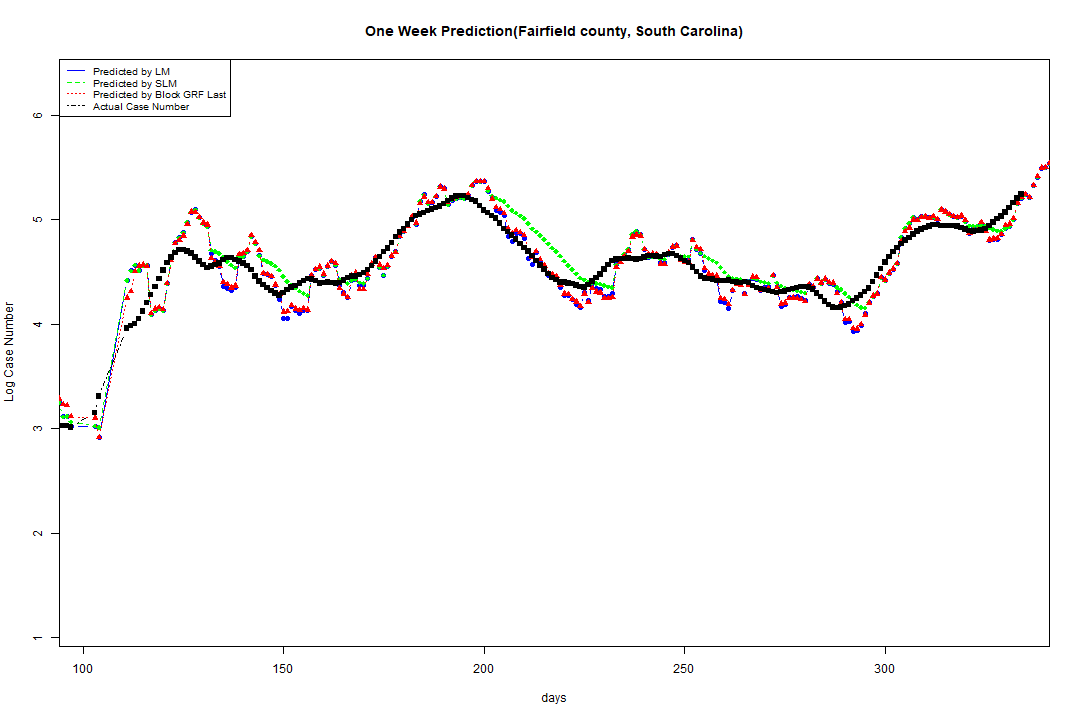 One Week Prediction(Fairfield county, South Carolina)
Predicted by LM
Predicted by SLM
Predicted by Block GRF Last
Actual Case Number
6
5
4
3
2
1
Log Case Number
100 150 200 250 300
days